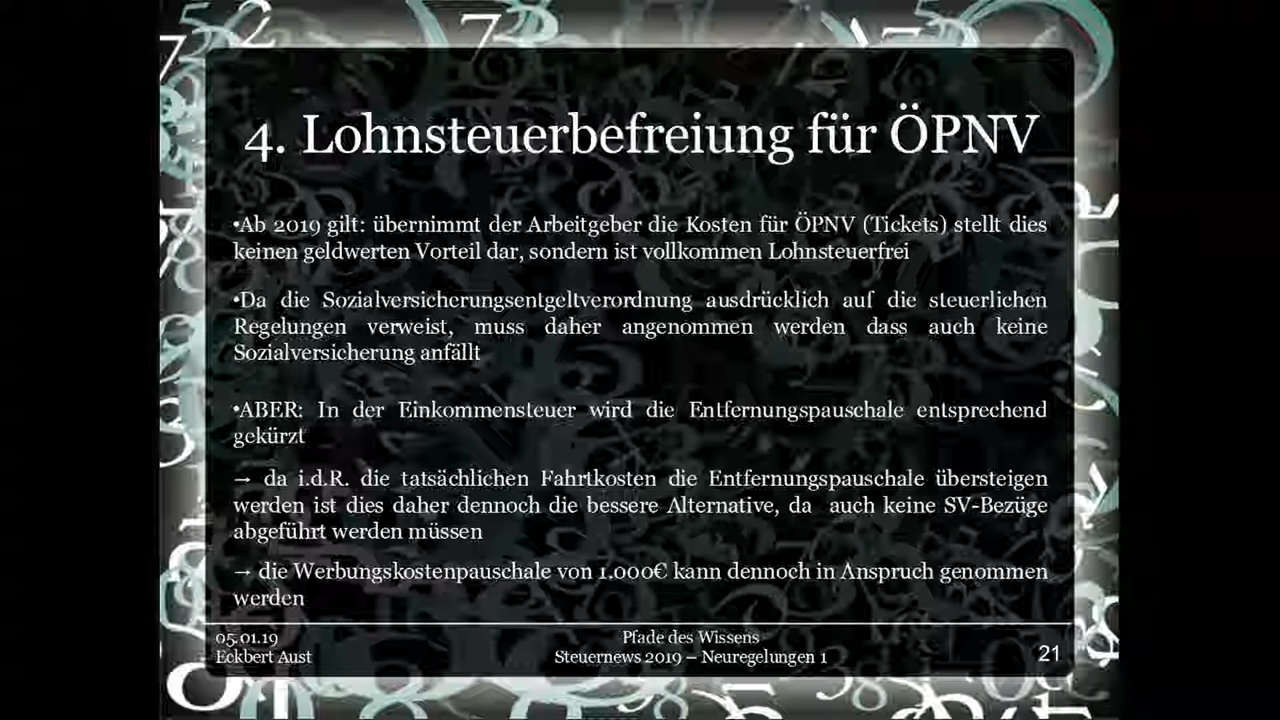 4. Lohnsteuerbefreiung für ÖPNV
•Ab 2019 gilt: übernimmt der Arbeitgeber die Kosten für ÖPNV (Tickets) stellt dies
keinen geldwerten Vorteil dar, sondern ist vollkommen Lohnsteuerfrei
•Da die Sozialversicherungsentgeltverordnung ausdrücklich auf die steuerlichen
Regelungen verweist, muss daher angenommen werden dass auch keine
Sozialversicherung anfällt
•ABER: In der Einkommensteuer wird die Entfernungspauschale entsprechend
gekürzt
→ da i.d.R. die tatsächlichen Fahrtkosten die Entfernungspauschale übersteigen
werden ist dies daher dennoch die bessere Alternative, da auch keine SV-Bezüge
abgeführt werden müssen
→ die Werbungskostenpauschale von 1.000€ kann dennoch in Anspruch genommen
werden
05.01.19
Eckbert Aust
Pfade des Wissens
Steuernews 2019 – Neuregelungen 1
21